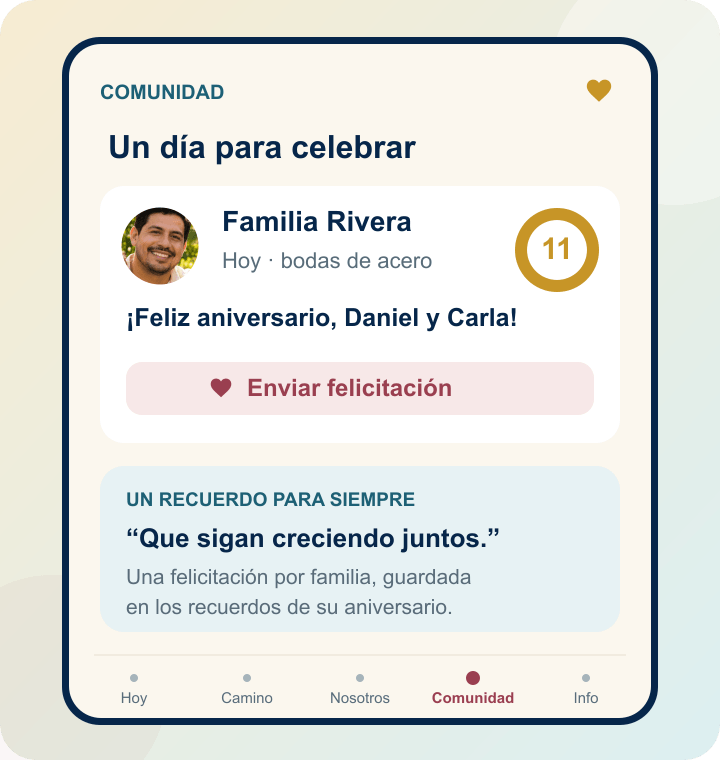 COMUNIDAD
Un día para celebrar
Familia Rivera
Hoy · bodas de acero
11
¡Feliz aniversario, Daniel y Carla!
Enviar felicitación
UN RECUERDO PARA SIEMPRE
“Que sigan creciendo juntos.”
Una felicitación por familia, guardada
en los recuerdos de su aniversario.
Hoy
Camino
Nosotros
Comunidad
Info